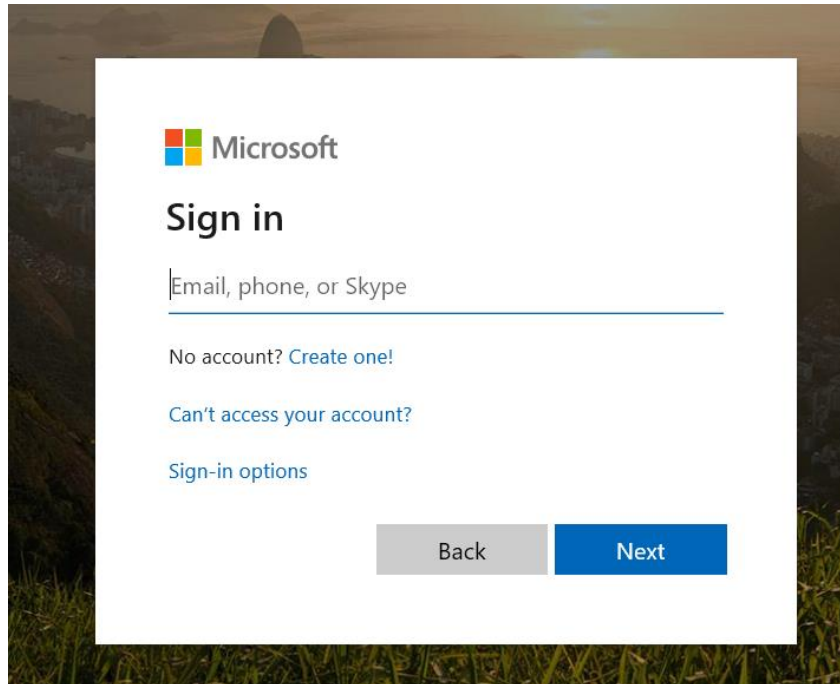 Microsoft
Sign in
Email, phone, or Skype
No account? Create one!
Can't access your account?
Sign-in options
Back Next